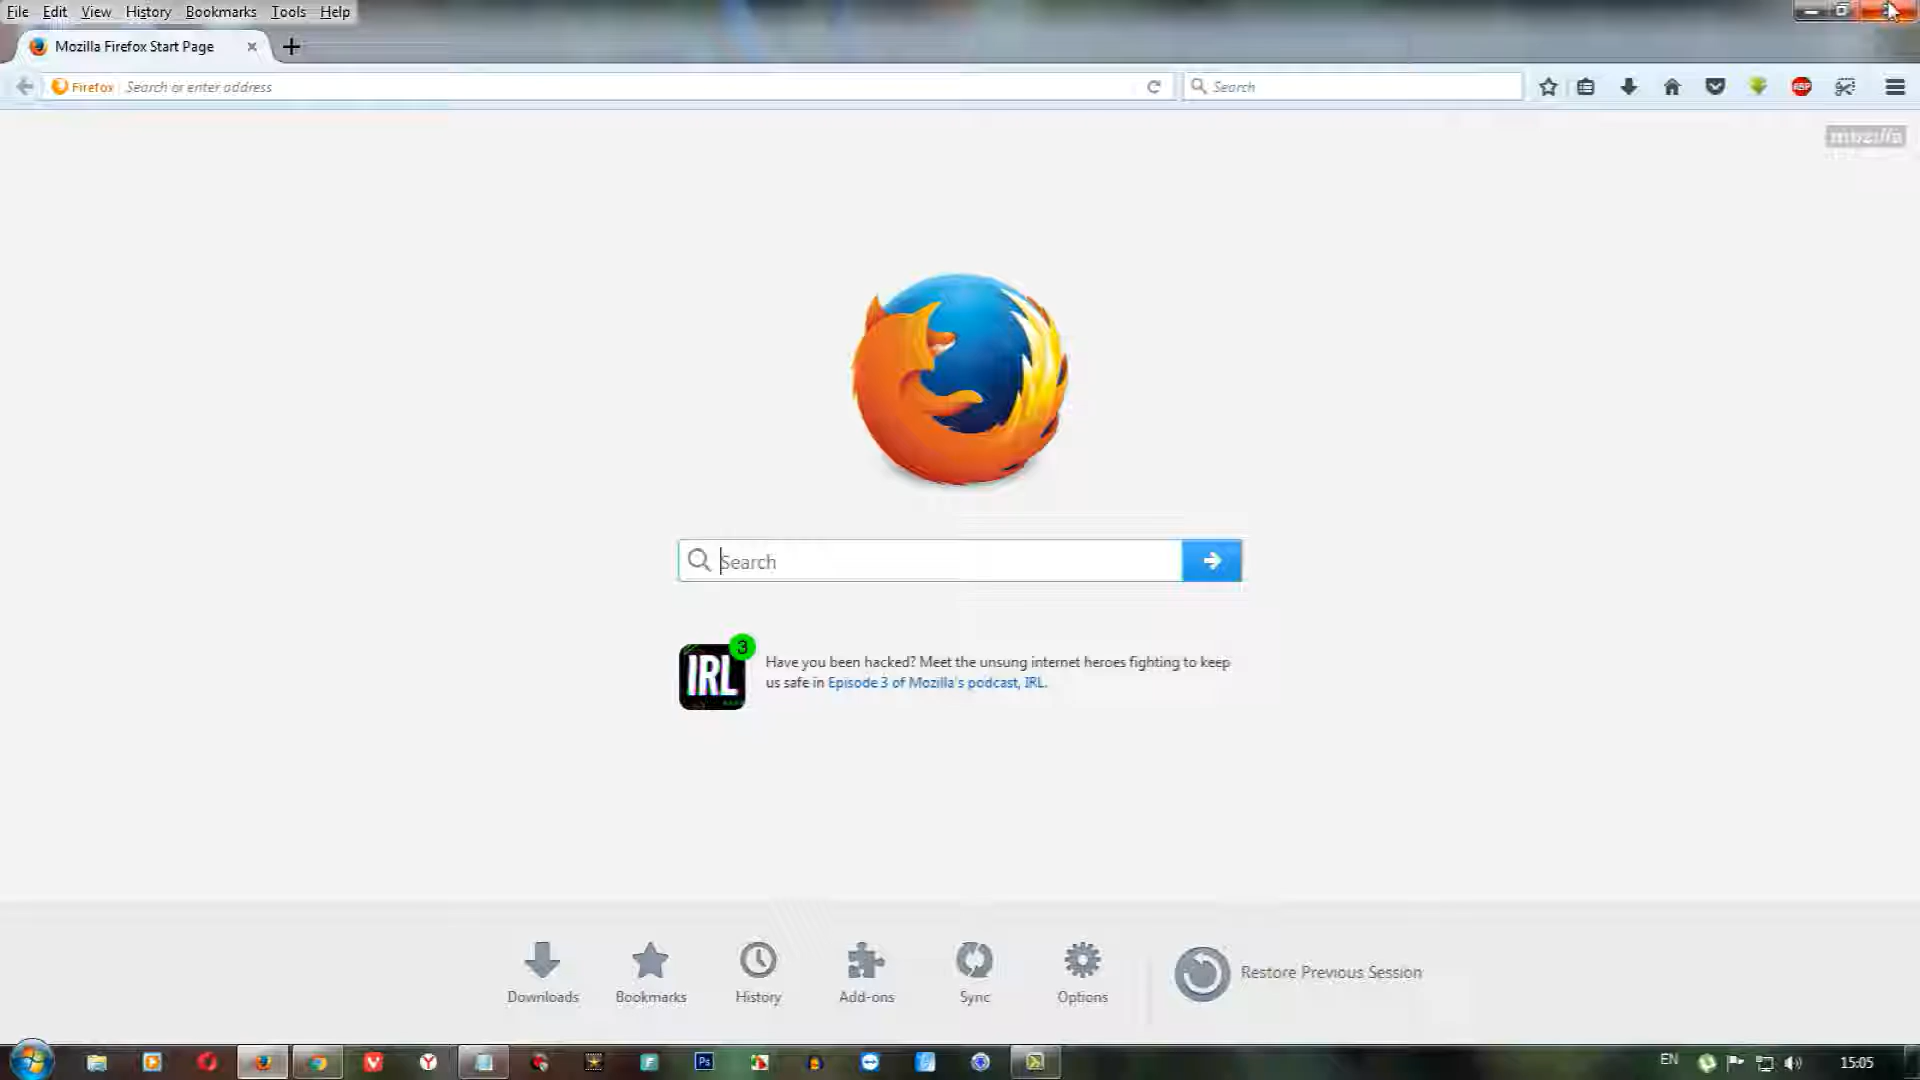 File Edit View History Bookmarks Tools Help
Mozilla Firefox Start Page
Firefox Search or enter address
Search
ABP
mozilla
Search
IRL 3
Have you been hacked? Meet the unsung internet heroes fighting to keep
us safe in Episode 3 of Mozilla's podcast, IRL.
Downloads Bookmarks History Add-ons Sync Options Restore Previous Session
Ps
EN 15:05